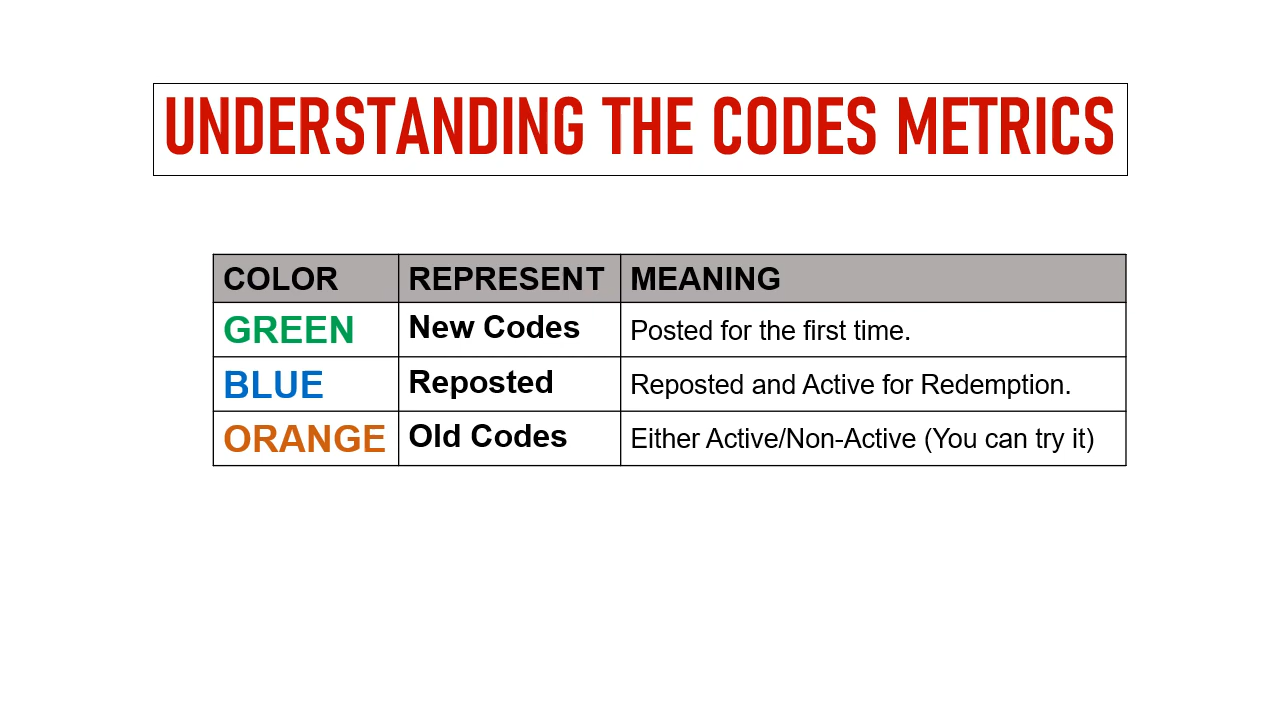 UNDERSTANDING THE CODES METRICS
COLOR REPRESENT MEANING
GREEN New Codes Posted for the first time.
BLUE Reposted Reposted and Active for Redemption.
ORANGE Old Codes Either Active/Non-Active (You can try it)